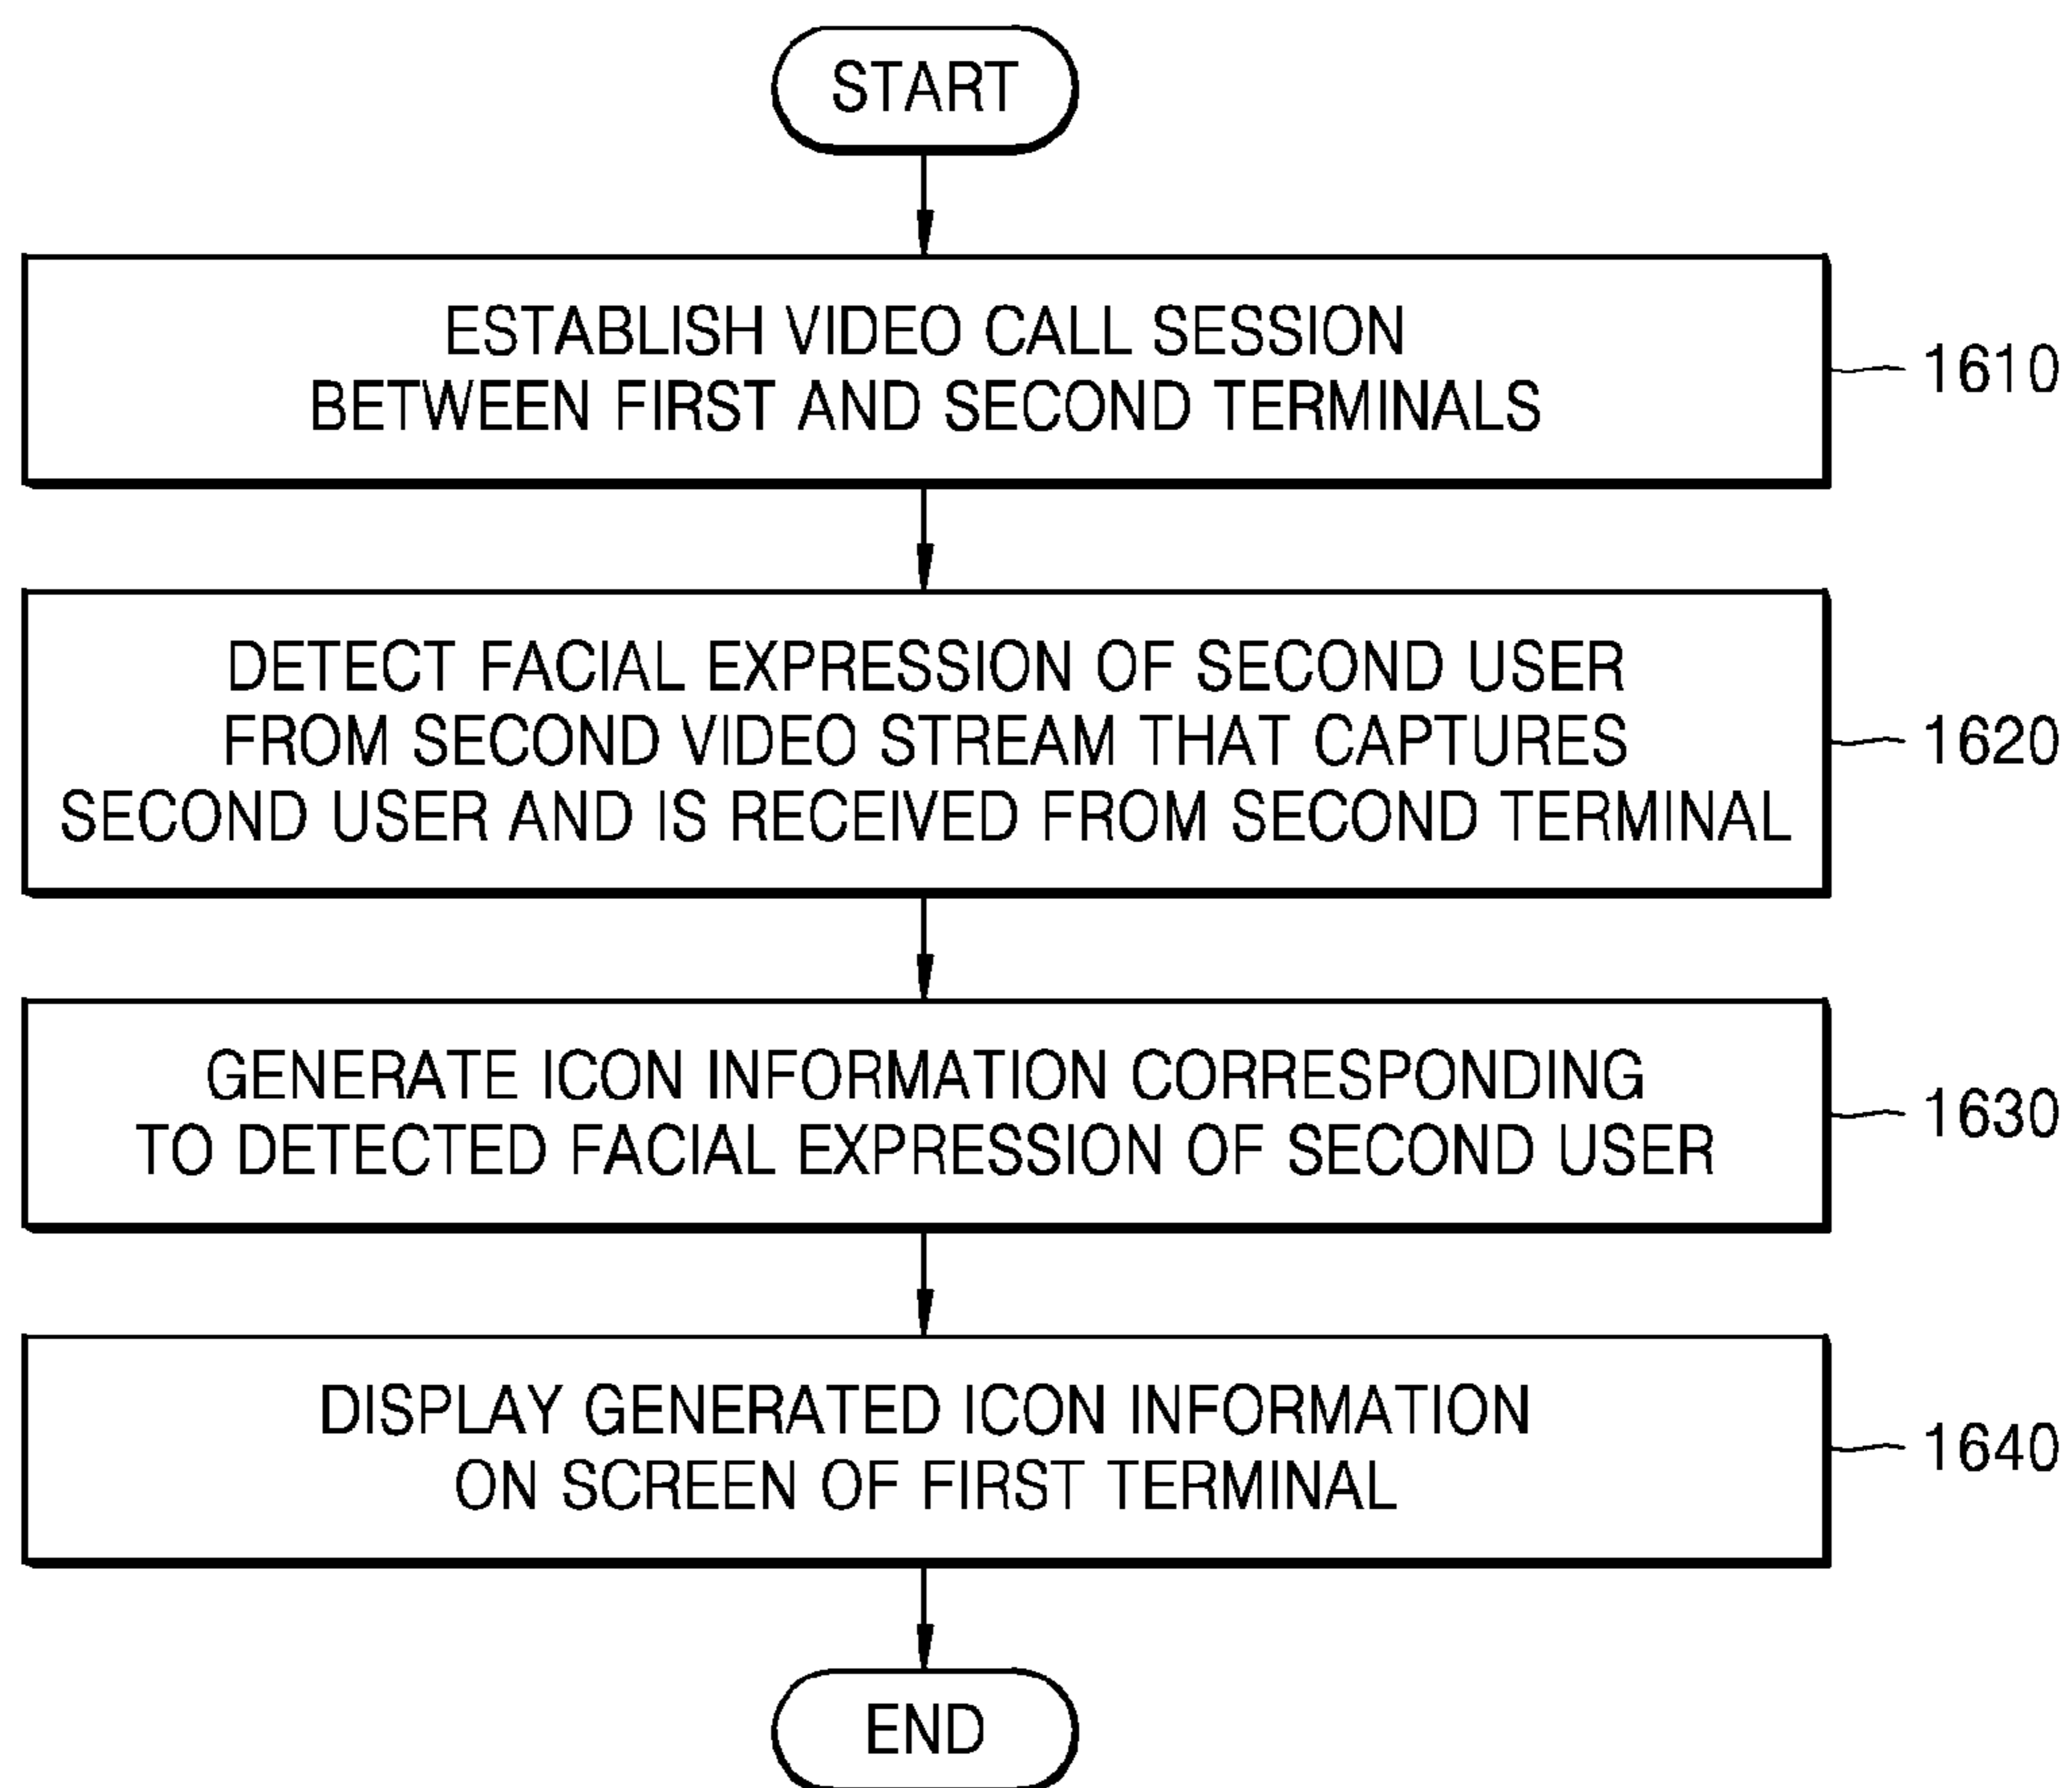 START
ESTABLISH VIDEO CALL SESSION
BETWEEN FIRST AND SECOND TERMINALS
1610
DETECT FACIAL EXPRESSION OF SECOND USER
FROM SECOND VIDEO STREAM THAT CAPTURES
SECOND USER AND IS RECEIVED FROM SECOND TERMINAL
1620
GENERATE ICON INFORMATION CORRESPONDING
TO DETECTED FACIAL EXPRESSION OF SECOND USER
1630
DISPLAY GENERATED ICON INFORMATION
ON SCREEN OF FIRST TERMINAL
1640
END